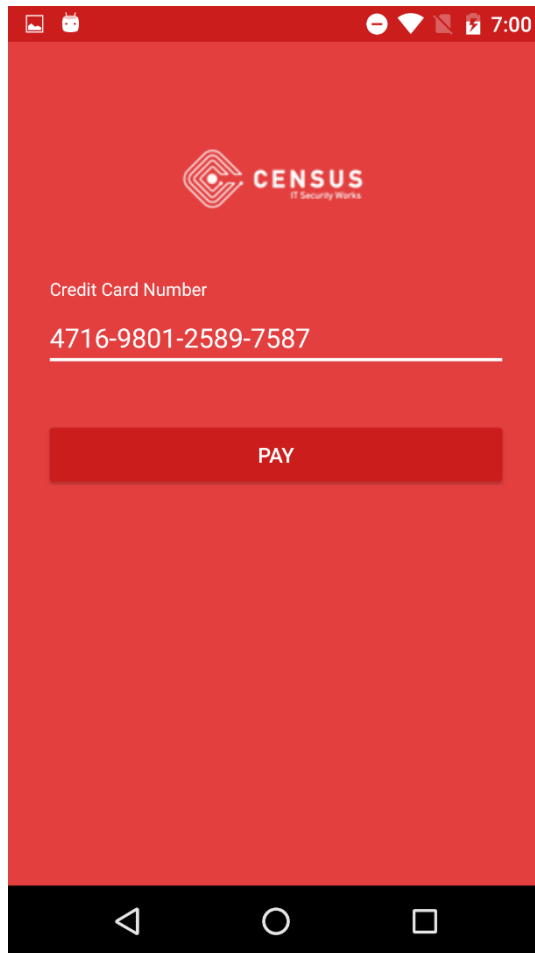 7:00
CENSUS
IT Security Works
Credit Card Number
4716-9801-2589-7587
PAY